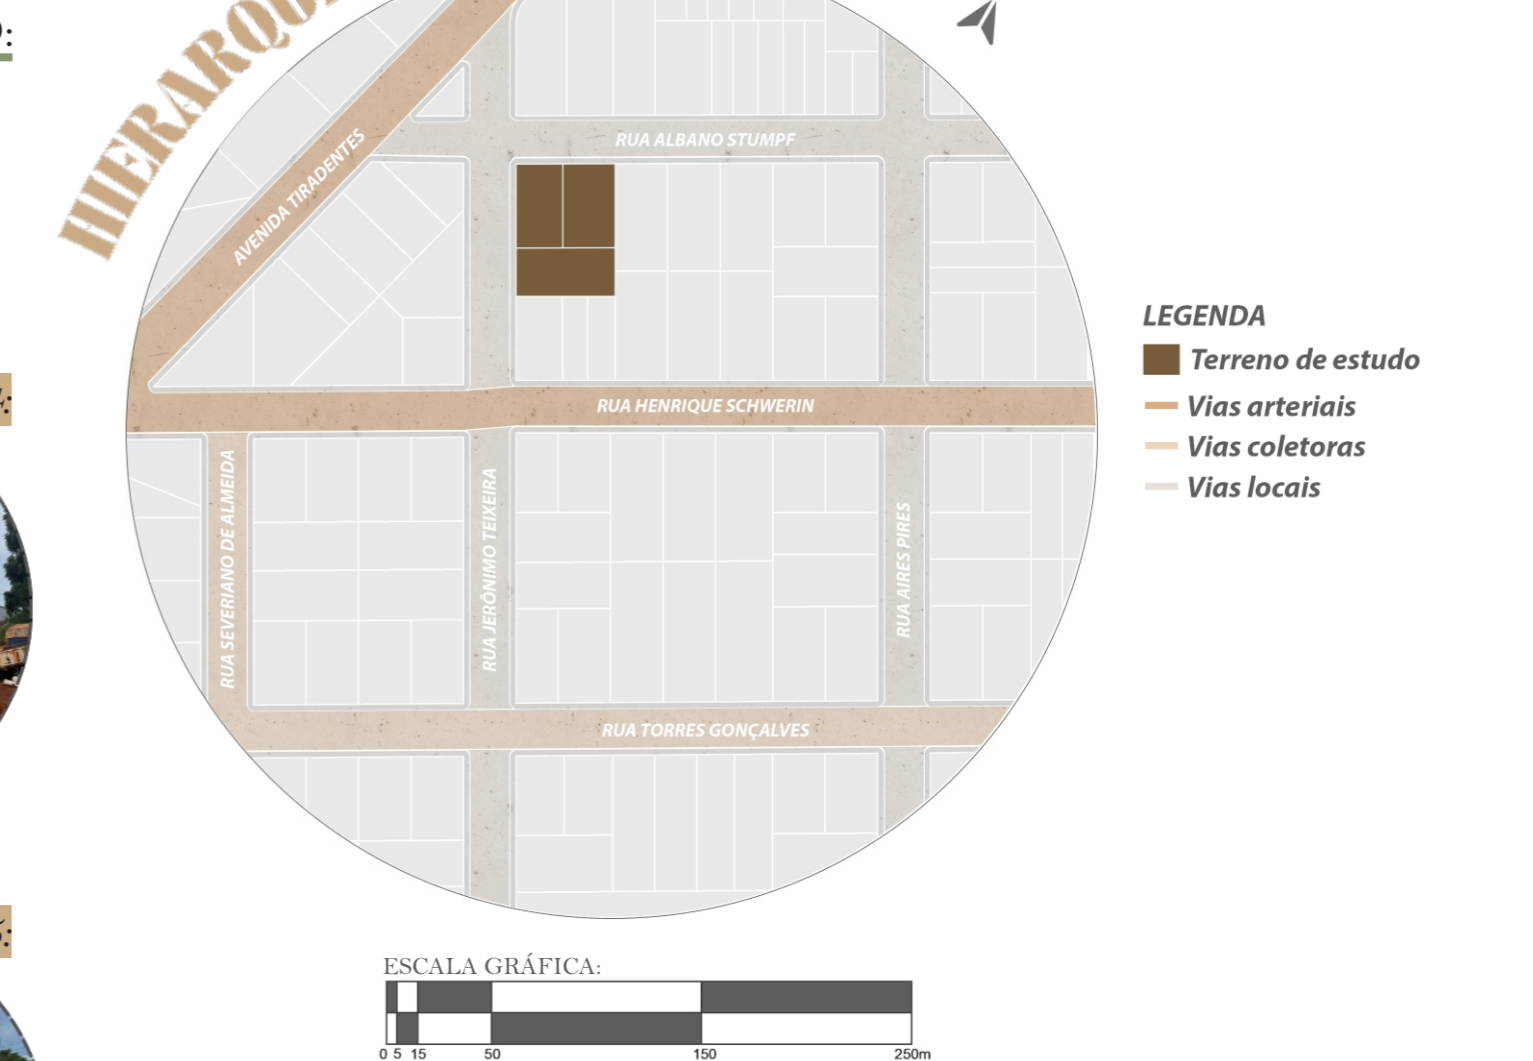 HIERARQU
AVENIDA TIRADENTES
RUA ALBANO STUMPF
RUA HENRIQUE SCHWERIN
RUA SEVERIANO DE ALMEIDA
RUA JERÔNIMO TEIXEIRA
RUA AIRES PIRES
RUA TORRES GONÇALVES
LEGENDA
Terreno de estudo
Vias arteriais
Vias coletoras
Vias locais
ESCALA GRÁFICA:
0 5 15 50 150 250m